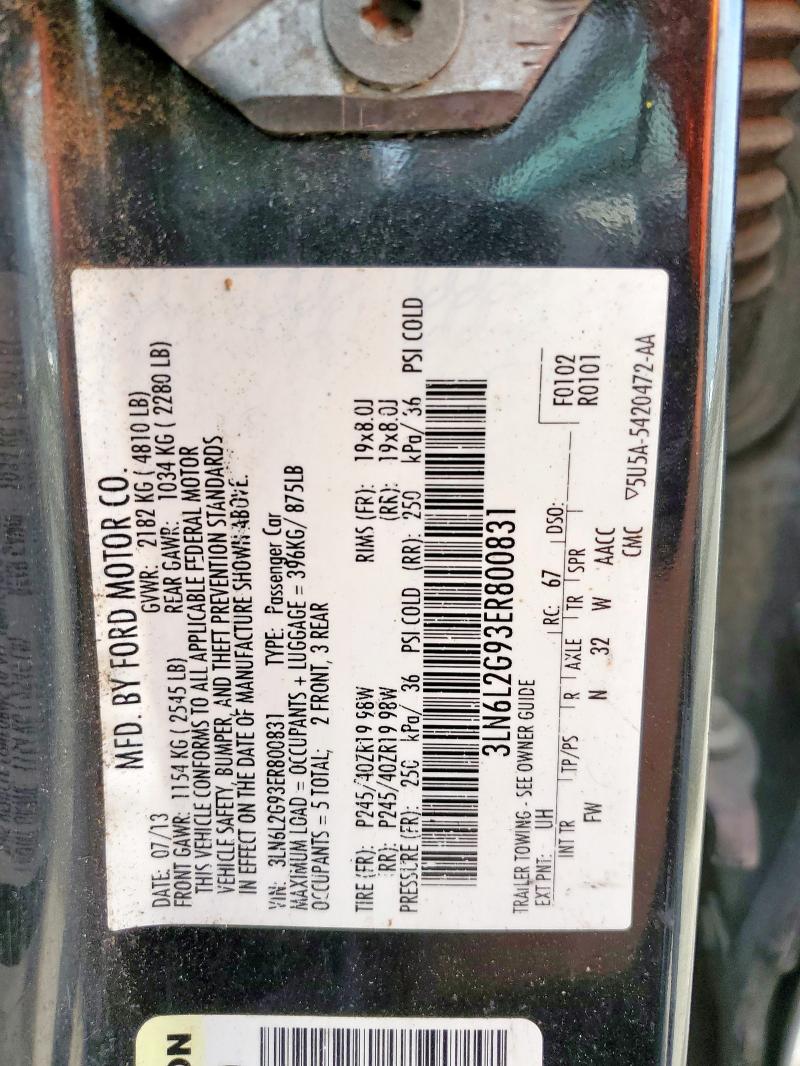 MFD. BY FORD MOTOR CO.
DATE: 07/13 GVWR: 2182 KG ( 4810 LB)
FRONT GAWR: 1154 KG (2545 LB) REAR GAWR: 1034 KG ( 2280 LB)
THIS VEHICLE CONFORMS TO ALL APPLICABLE FEDERAL MOTOR
VEHICLE SAFETY, BUMPER, AND THEFT PREVENTION STANDARDS
IN EFFECT ON THE DATE OF MANUFACTURE SHOWN ABOVE.
VIN: 3LN6L2G93ER800831 TYPE: Passenger Car
MAXIMUM LOAD = OCCUPANTS + LUGGAGE = 396KG/ 875LB
OCCUPANTS = 5 TOTAL; 2 FRONT, 3 REAR
TIRE (FR): P245/40ZR19 98W RIMS (FR): 19x8.0J
(RR): P245/40ZR19 98W (RR): 19x8.0J
PRESSURE (FR): 250 kPa/ 36 PSI COLD (RR): 250 kPa/ 36 PSI COLD
3LN6L2G93ER800831
TRAILER TOWING - SEE OWNER GUIDE
EXT PNT: UH RC: 67 DSO: F0102
R0101
INT TR TP/PS R AXLE TR SPR
FW N 32 W AACC
CMC ▽5U5A-5420472-AA
ON